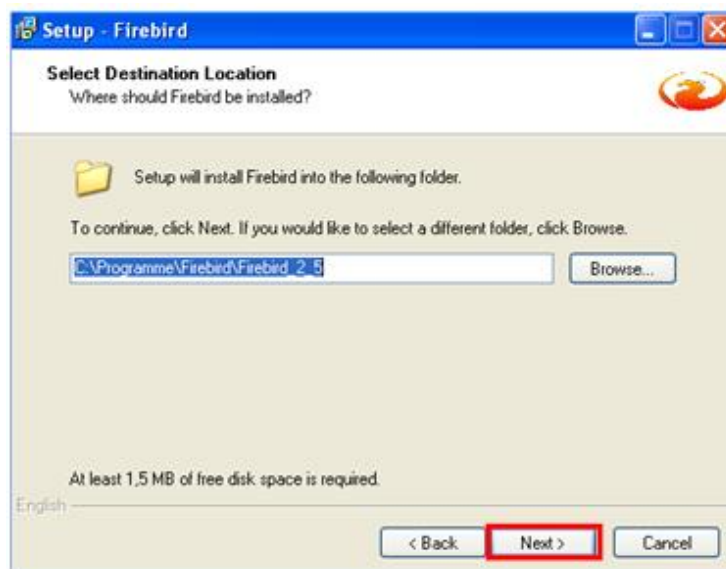 Setup - Firebird
Select Destination Location
Where should Firebird be installed?
Setup will install Firebird into the following folder.
To continue, click Next. If you would like to select a different folder, click Browse.
C:\Programme\Firebird\Firebird_2_5
Browse...
At least 1,5 MB of free disk space is required.
English
< Back
Next >
Cancel